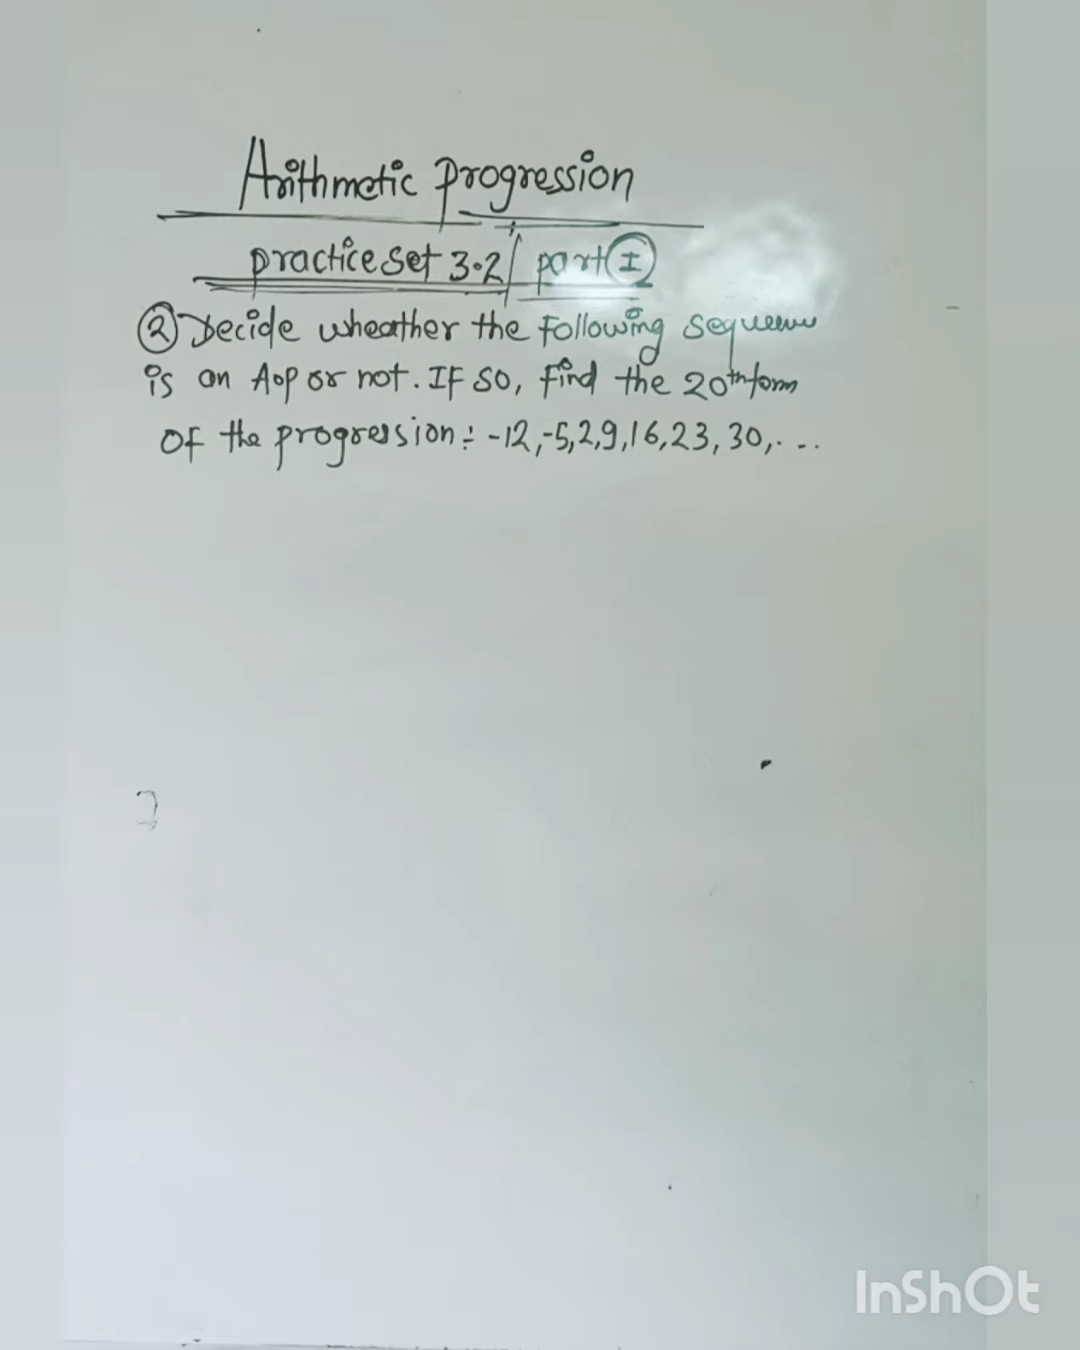 Arithmetic progression
practice set 3.2 part I
② Decide wheather the following sequence
is an A.p or not. If so, find the 20th term
of the progression :- -12,-5,2,9,16,23,30,. ..
InShOt